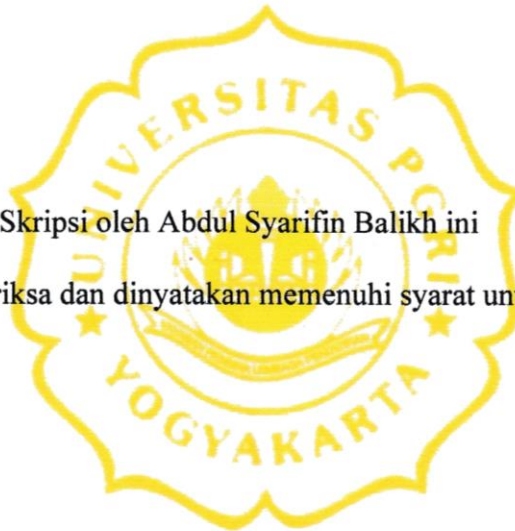 UNIVERSITAS PGRI
Skripsi oleh Abdul Syarifin Balikh ini
riksa dan dinyatakan memenuhi syarat un
YOGYAKARTA